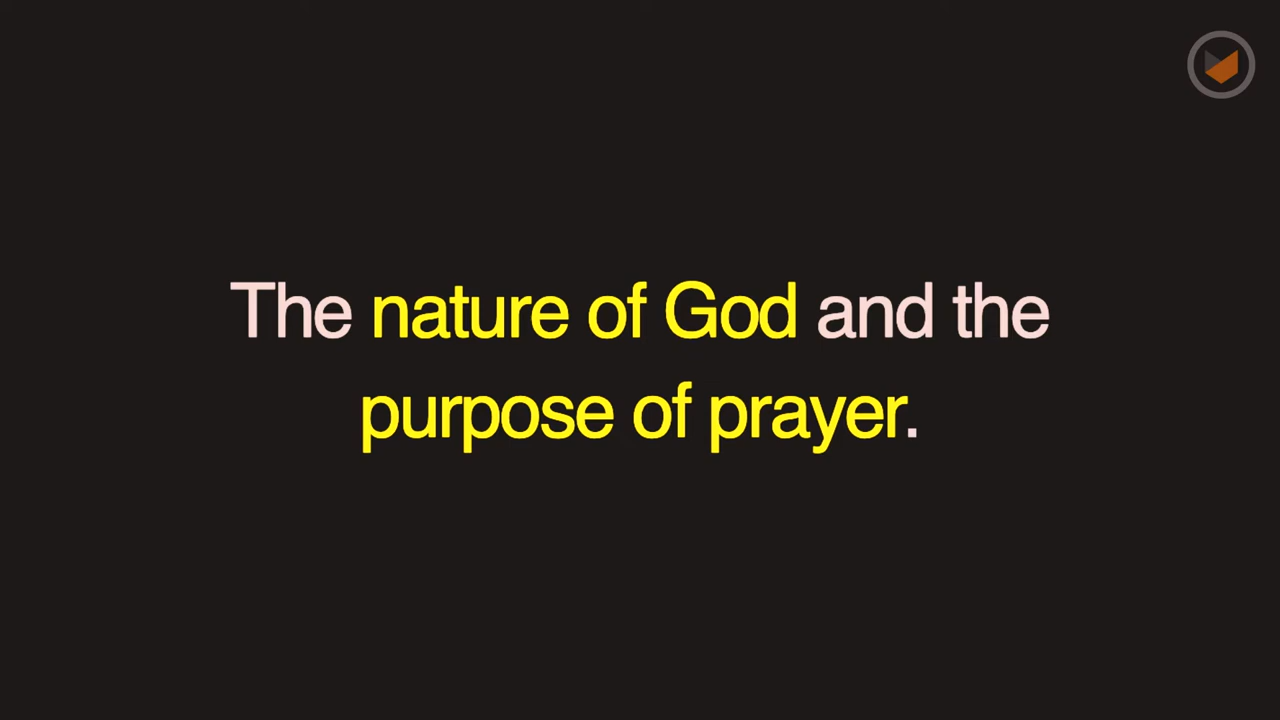 The nature of God and the
purpose of prayer.